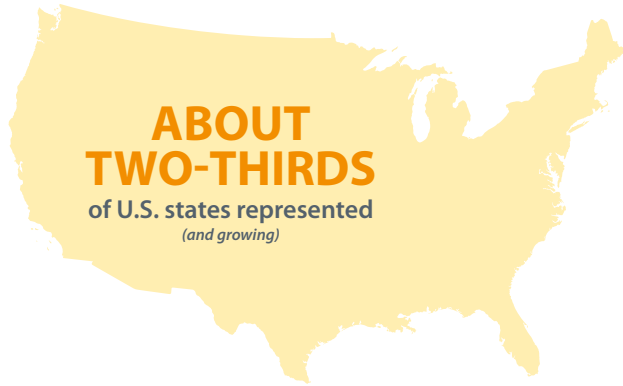 ABOUT
TWO-THIRDS
of U.S. states represented
(and growing)